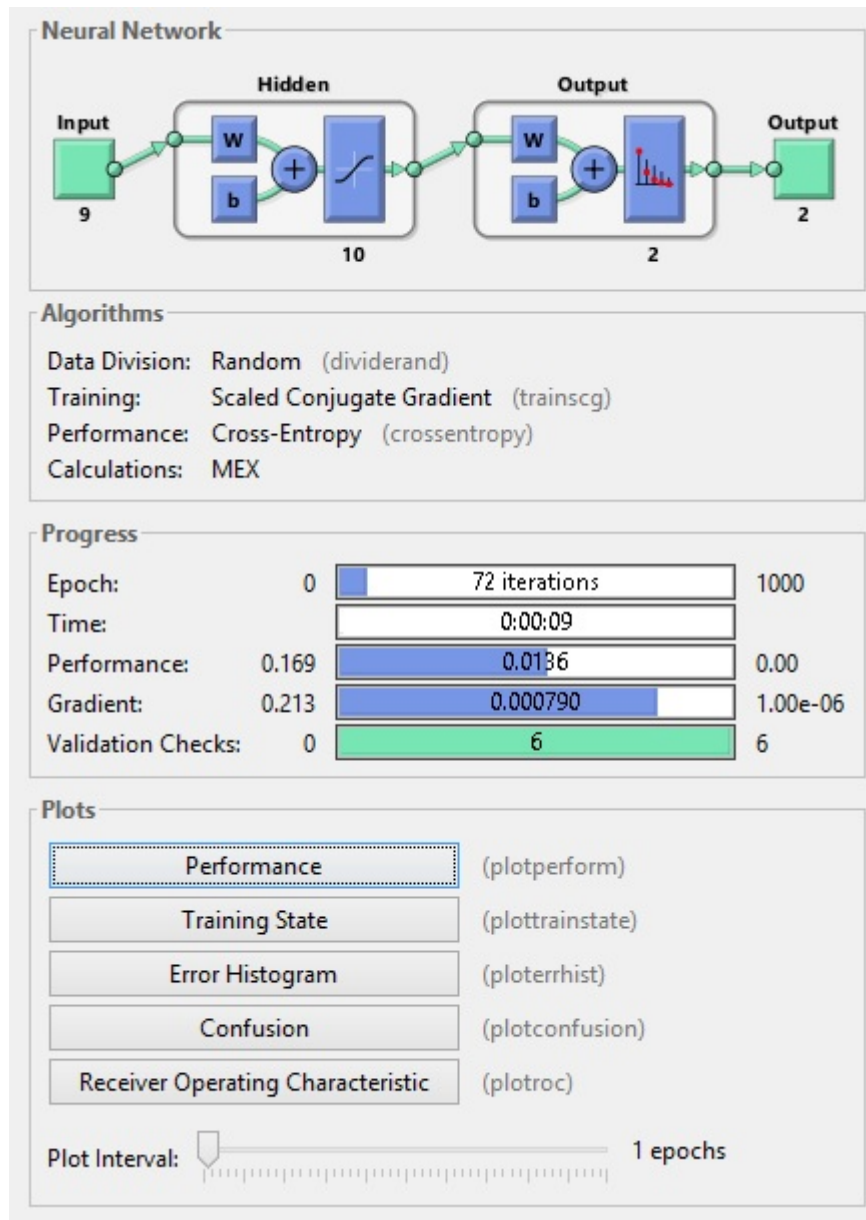 Neural Network
Hidden Output
Input Output
W W
b b
9 2
10 2
Algorithms
Data Division: Random (dividerand)
Training: Scaled Conjugate Gradient (trainscg)
Performance: Cross-Entropy (crossentropy)
Calculations: MEX
Progress
Epoch: 0 72 iterations 1000
Time: 0:00:09
Performance: 0.169 0.0136 0.00
Gradient: 0.213 0.000790 1.00e-06
Validation Checks: 0 6 6
Plots
Performance (plotperform)
Training State (plottrainstate)
Error Histogram (ploterrhist)
Confusion (plotconfusion)
Receiver Operating Characteristic (plotroc)
Plot Interval: 1 epochs